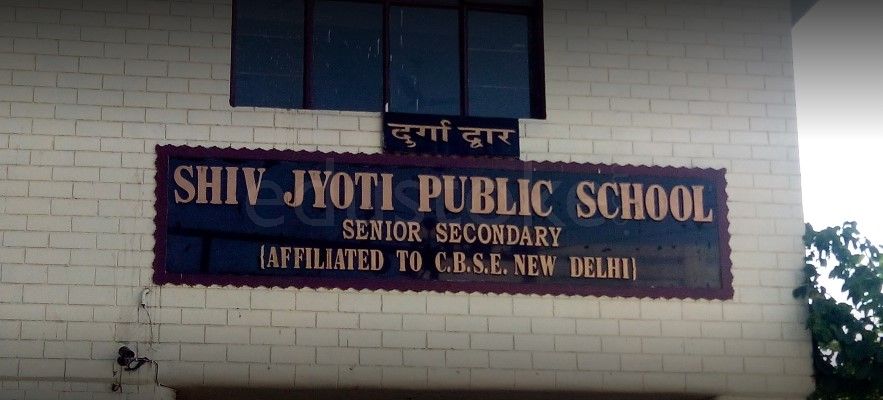 दुर्गा द्वार
SHIV JYOTI PUBLIC SCHOOL
SENIOR SECONDARY
{AFFILIATED TO C.B.S.E. NEW DELHI}